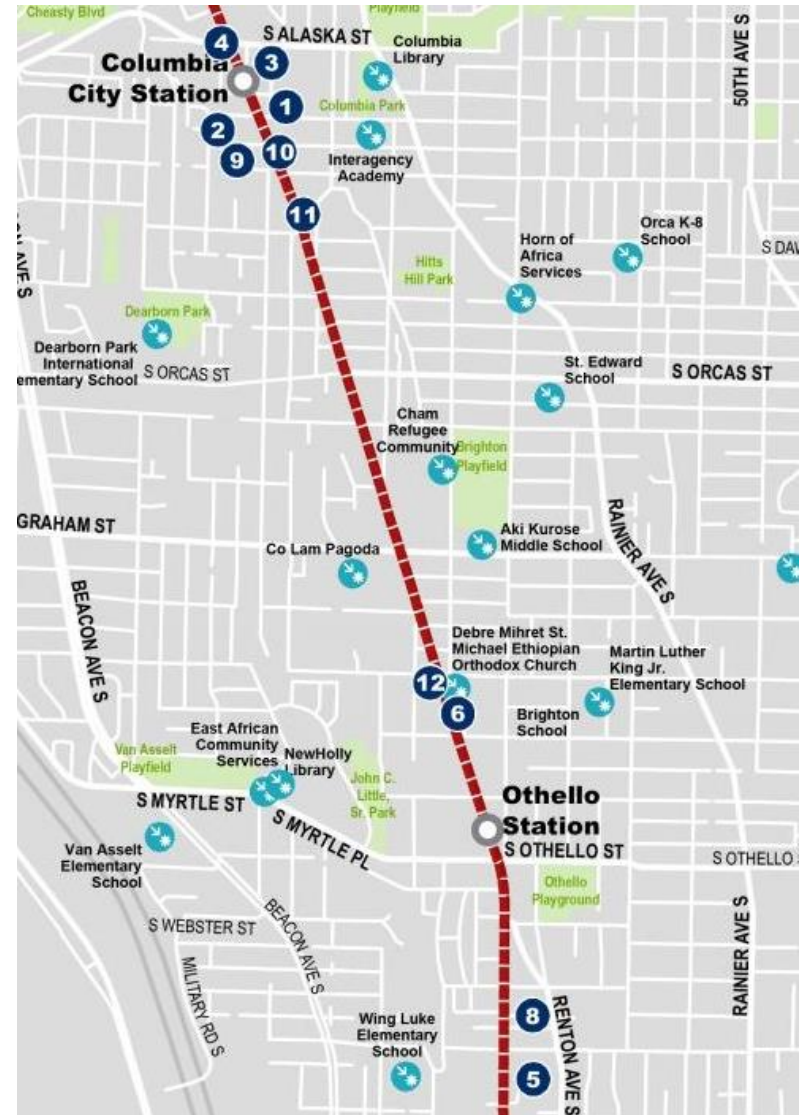 Cheasty Blvd
Playfield
S ALASKA ST
Columbia
City Station
4
3
1
2
9
10
11
Columbia
Library
Columbia Park
Interagency
Academy
50TH AVE S
Orca K-8
School
Horn of
Africa
Services
S DAW
Hitts
Hill Park
AVE S
Dearborn Park
Dearborn Park
International
ementary School
S ORCAS ST
St. Edward
School
S ORCAS ST
Cham
Refugee
Community
Brighton
Playfield
GRAHAM ST
Co Lam Pagoda
Aki Kurose
Middle School
RAINIER AVE S
BEACON AVE S
Debre Mihret St.
Michael Ethiopian
Orthodox Church
12
6
Martin Luther
King Jr.
Elementary School
Brighton
School
East African
Community
Services
NewHolly
Library
Van Asselt
Playfield
John C.
Little,
Sr. Park
S MYRTLE ST
S MYRTLE PL
Othello
Station
S OTHELLO ST
S OTHELLO
Van Asselt
Elementary
School
Othello
Playground
S WEBSTER ST
BEACON AVE S
MILITARY RD S
RAINIER AVE S
Wing Luke
Elementary
School
8
5
RENTON AVE S